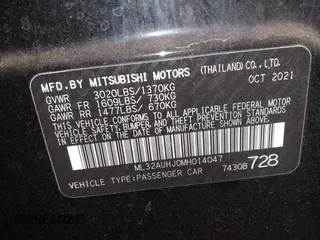 MFD.BY MITSUBISHI MOTORS (THAILAND) CO.,LTD.
GVWR 3020LBS/1370KG OCT 2021
GAWR FR 1609LBS/ 730KG
GAWR RR 1477LBS/ 670KG
THIS VEHICLE CONFORMS TO ALL APPLICABLE
FEDERAL MOTOR VEHICLE SAFETY, BUMPER, AND
THEFT PREVENTION STANDARDS IN EFFECT ON
THE DATE OF MANUFACTURE SHOWN ABOVE.
ML32AUHJ0MH014047
VEHICLE TYPE:PASSENGER CAR 7430B 728